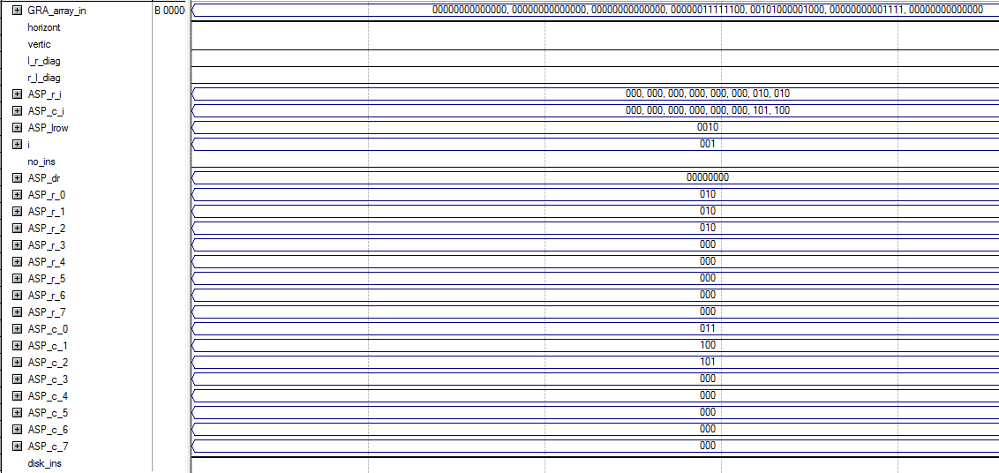 GRA_array_in B 0000 00000000000000, 00000000000000, 00000000000000, 00000011111100, 00101000001000, 00000000001111, 00000000000000
horizont
vertic
l_r_diag
r_l_diag
ASP_r_i 000, 000, 000, 000, 000, 000, 010, 010
ASP_c_i 000, 000, 000, 000, 000, 000, 101, 100
ASP_lrow 0010
i 001
no_ins
ASP_dr 00000000
ASP_r_0 010
ASP_r_1 010
ASP_r_2 010
ASP_r_3 000
ASP_r_4 000
ASP_r_5 000
ASP_r_6 000
ASP_r_7 000
ASP_c_0 011
ASP_c_1 100
ASP_c_2 101
ASP_c_3 000
ASP_c_4 000
ASP_c_5 000
ASP_c_6 000
ASP_c_7 000
disk_ins